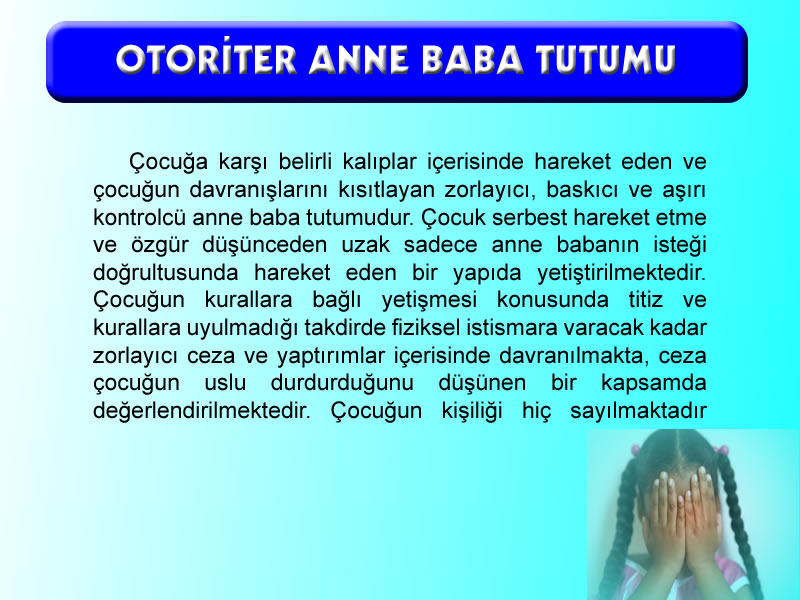 OTORİTER ANNE BABA TUTUMU
Çocuğa karşı belirli kalıplar içerisinde hareket eden ve
çocuğun davranışlarını kısıtlayan zorlayıcı, baskıcı ve aşırı
kontrolcü anne baba tutumudur. Çocuk serbest hareket etme
ve özgür düşünceden uzak sadece anne babanın isteği
doğrultusunda hareket eden bir yapıda yetiştirilmektedir.
Çocuğun kurallara bağlı yetişmesi konusunda titiz ve
kurallara uyulmadığı takdirde fiziksel istismara varacak kadar
zorlayıcı ceza ve yaptırımlar içerisinde davranılmakta, ceza
çocuğun uslu durdurduğunu düşünen bir kapsamda
değerlendirilmektedir. Çocuğun kişiliği hiç sayılmaktadır